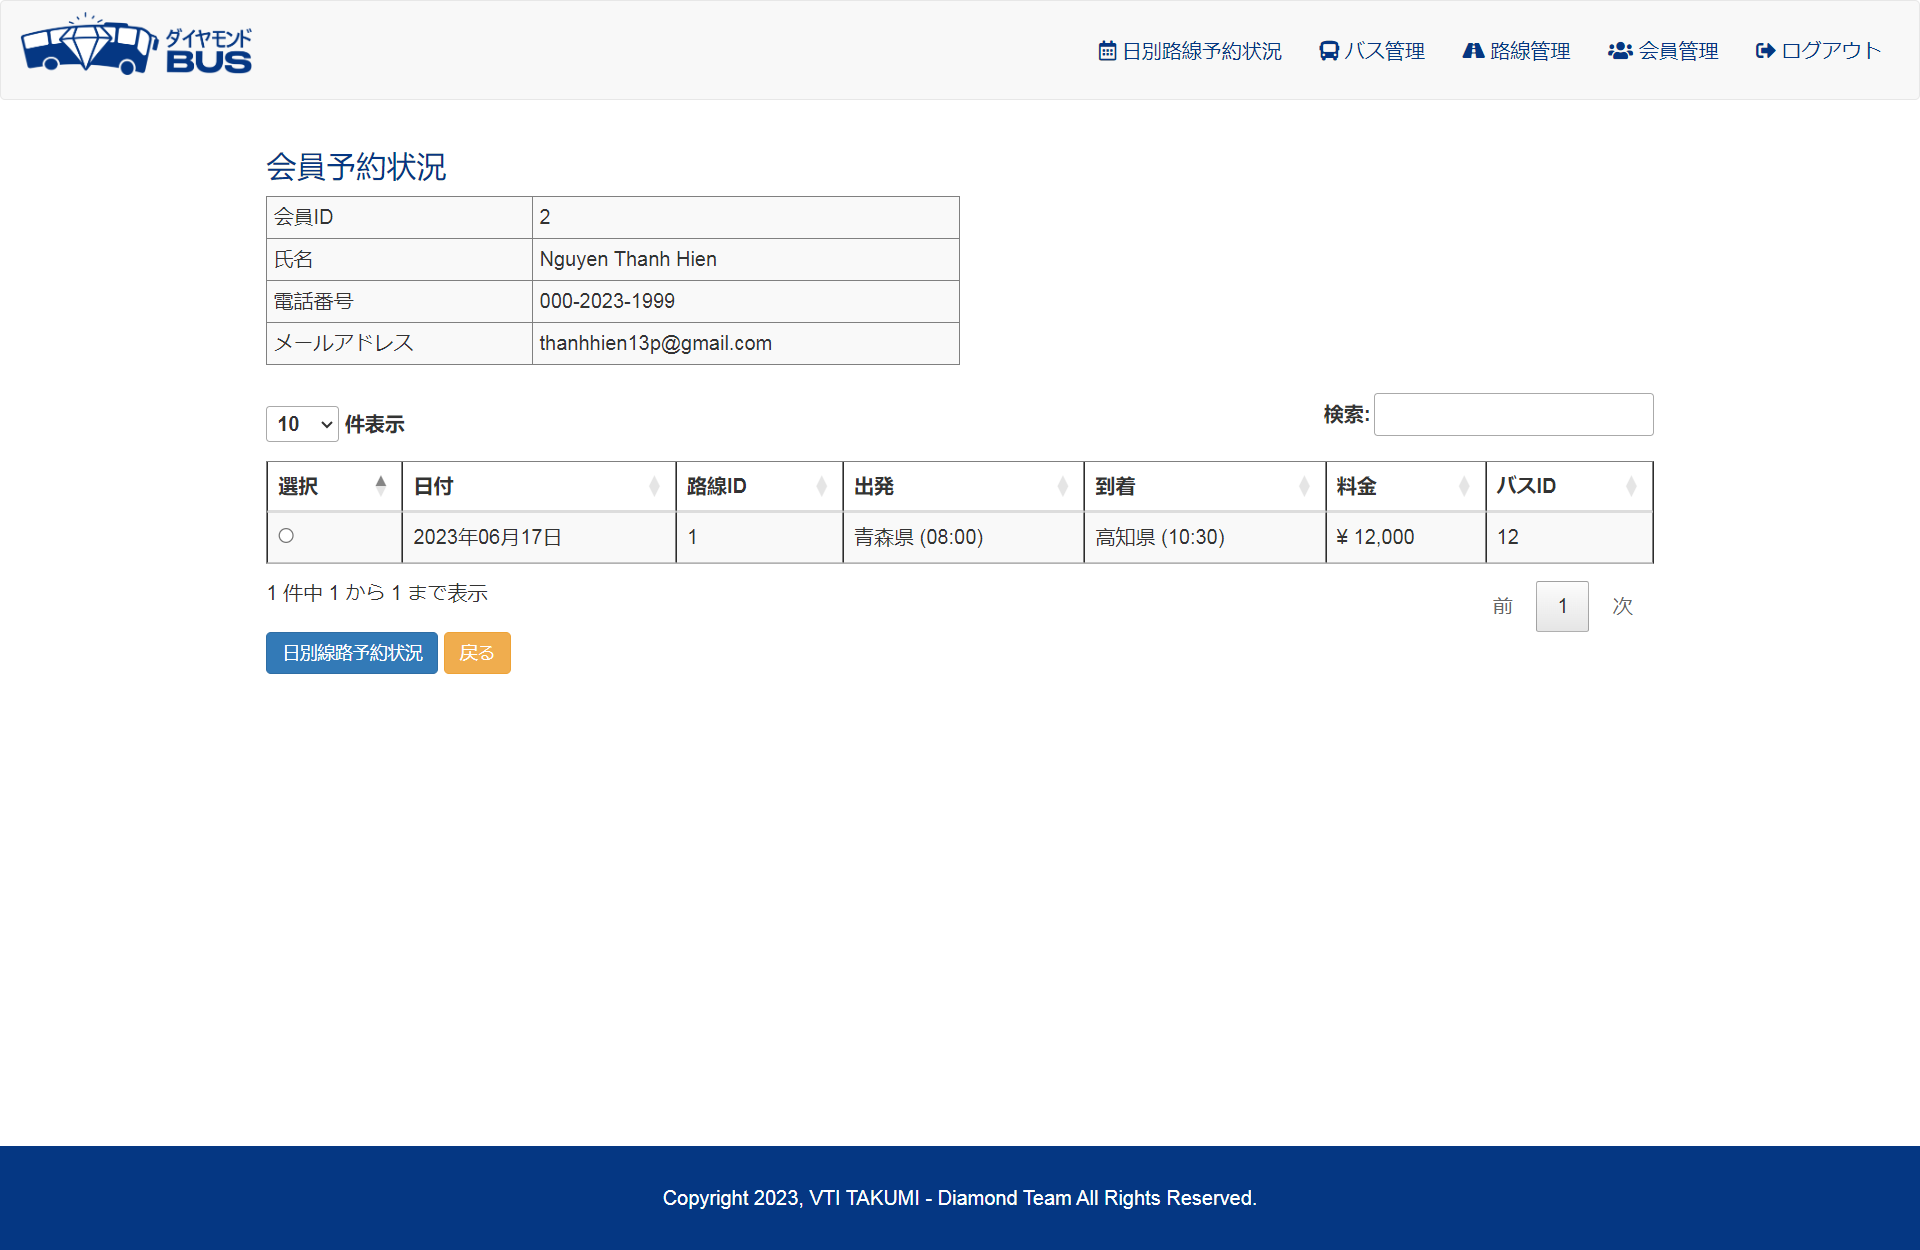 ダイヤモンド
BUS
日別路線予約状況 バス管理 路線管理 会員管理 ログアウト
会員予約状況
会員ID 2
氏名 Nguyen Thanh Hien
電話番号 000-2023-1999
メールアドレス thanhhien13p@gmail.com
10 件表示 検索:
選択 日付 路線ID 出発 到着 料金 バスID
2023年06月17日 1 青森県 (08:00) 高知県 (10:30) ¥ 12,000 12
1 件中 1 から 1 まで表示 前 1 次
日別線路予約状況 戻る
Copyright 2023, VTI TAKUMI - Diamond Team All Rights Reserved.